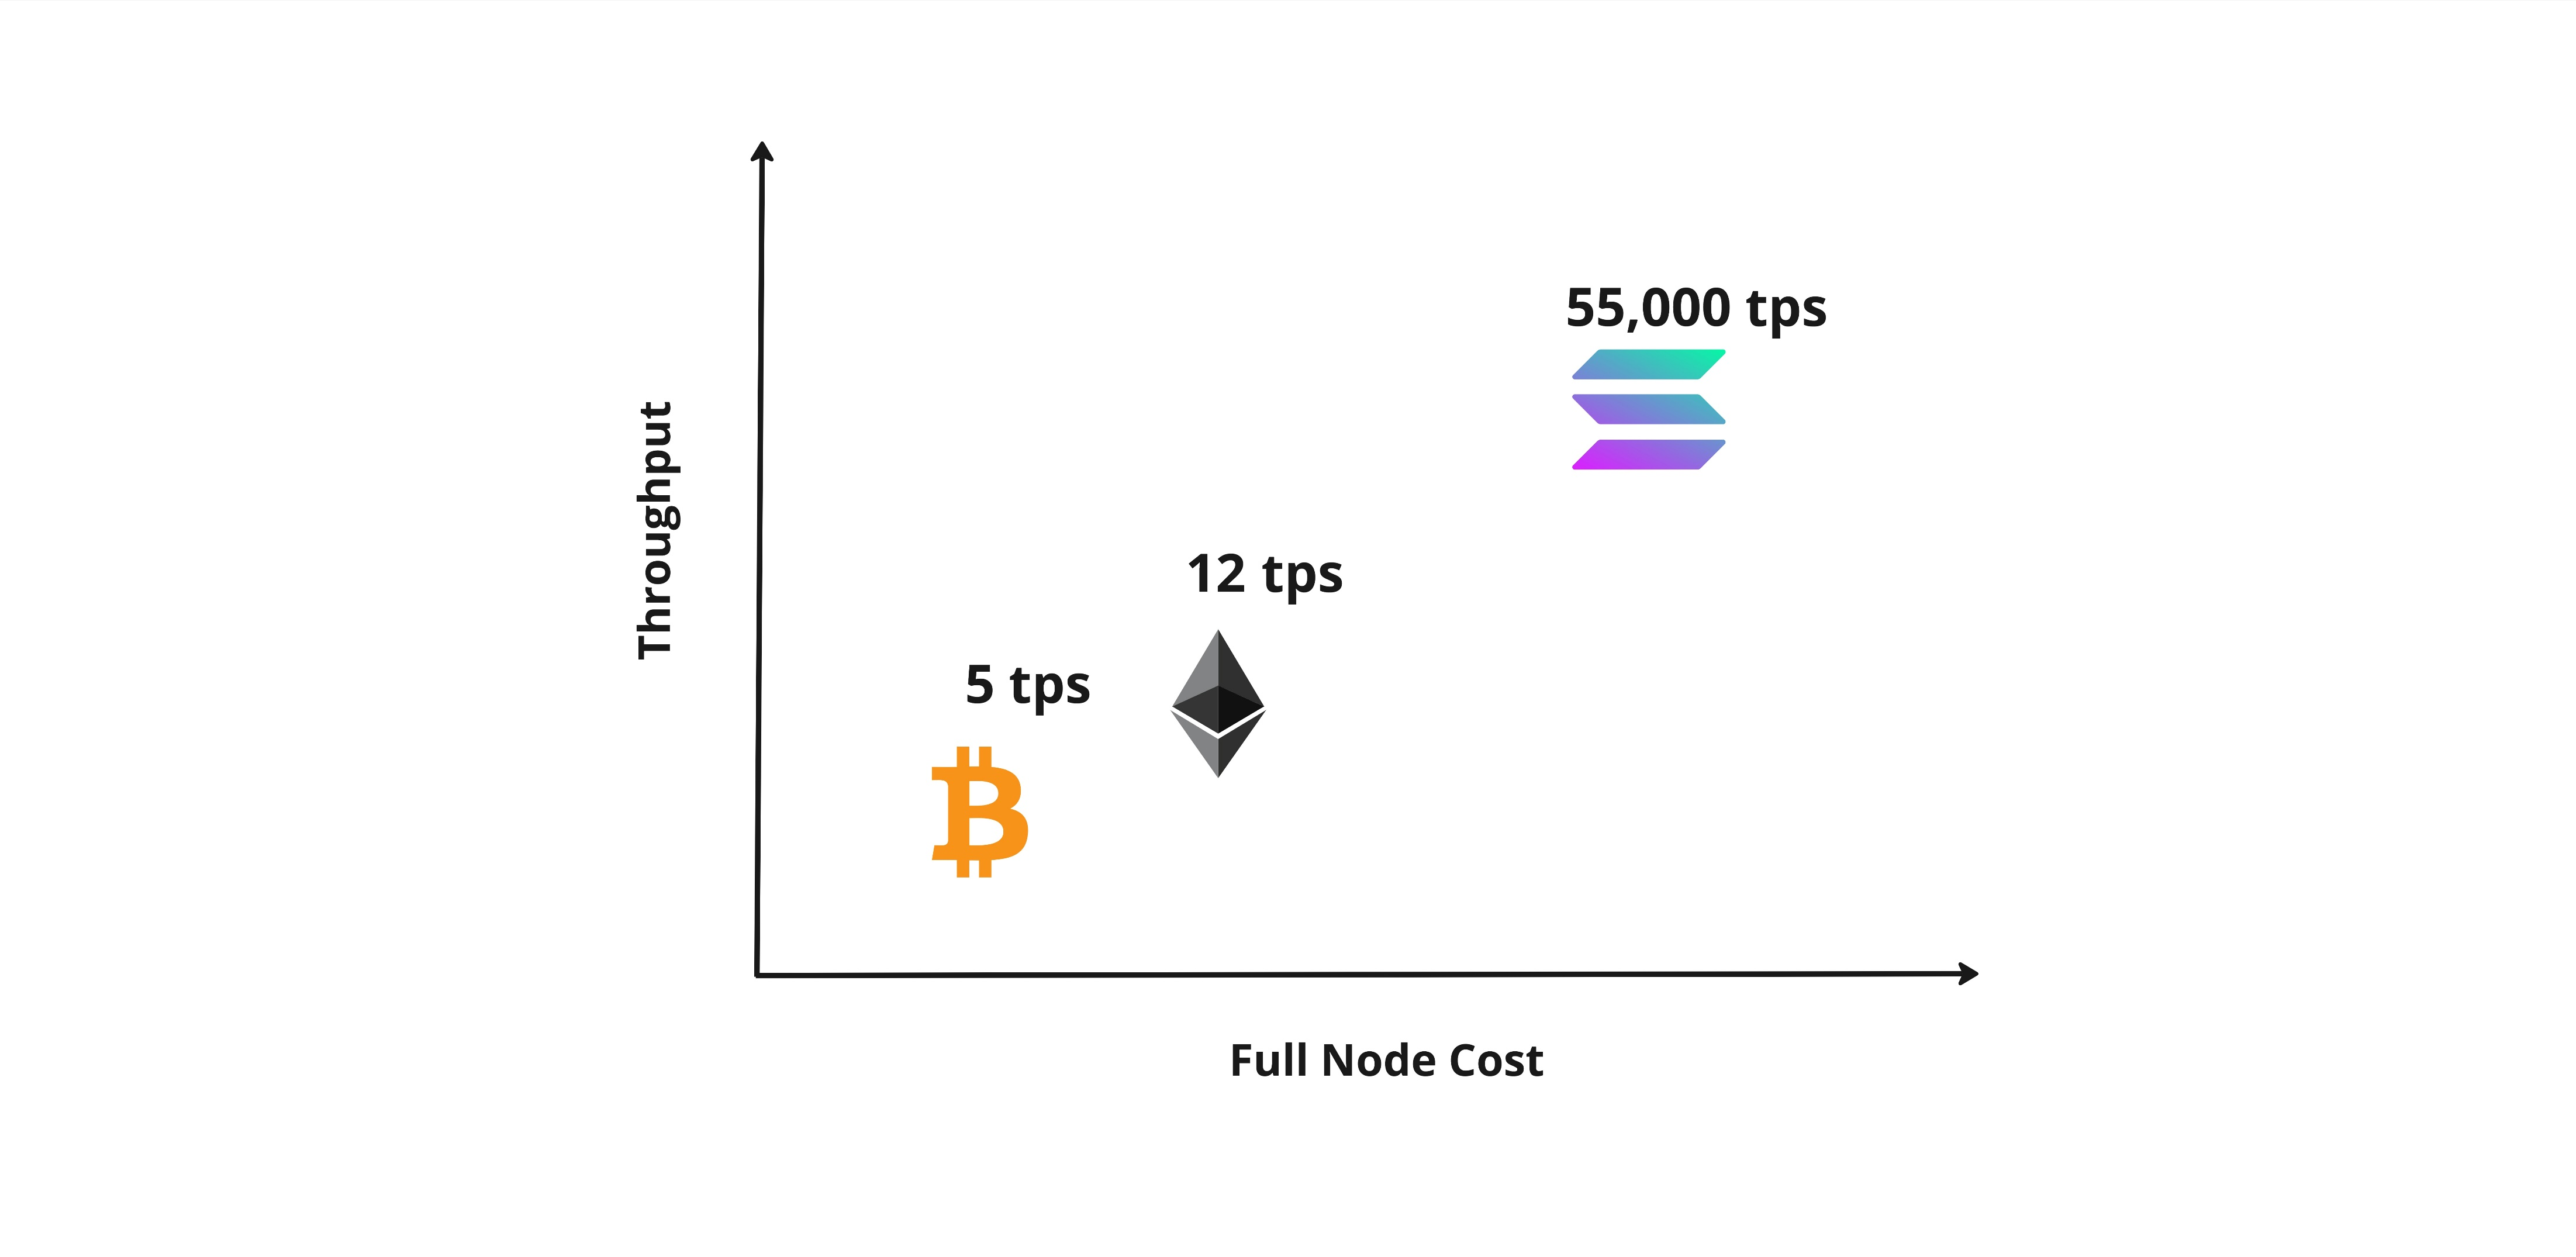 55,000 tps
12 tps
5 tps
Throughput
Full Node Cost